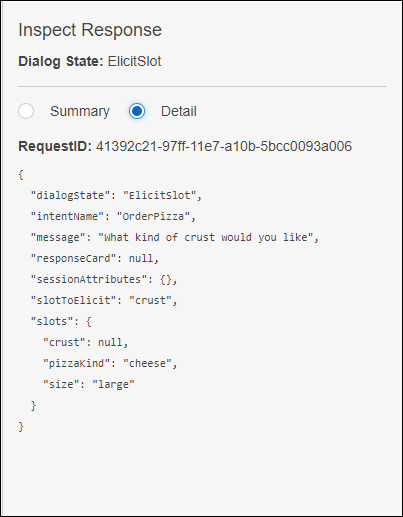 Inspect Response
Dialog State: ElicitSlot
Summary Detail
RequestID: 41392c21-97ff-11e7-a10b-5bcc0093a006
{
  "dialogState": "ElicitSlot",
  "intentName": "OrderPizza",
  "message": "What kind of crust would you like",
  "responseCard": null,
  "sessionAttributes": {},
  "slotToElicit": "crust",
  "slots": {
    "crust": null,
    "pizzaKind": "cheese",
    "size": "large"
  }
}